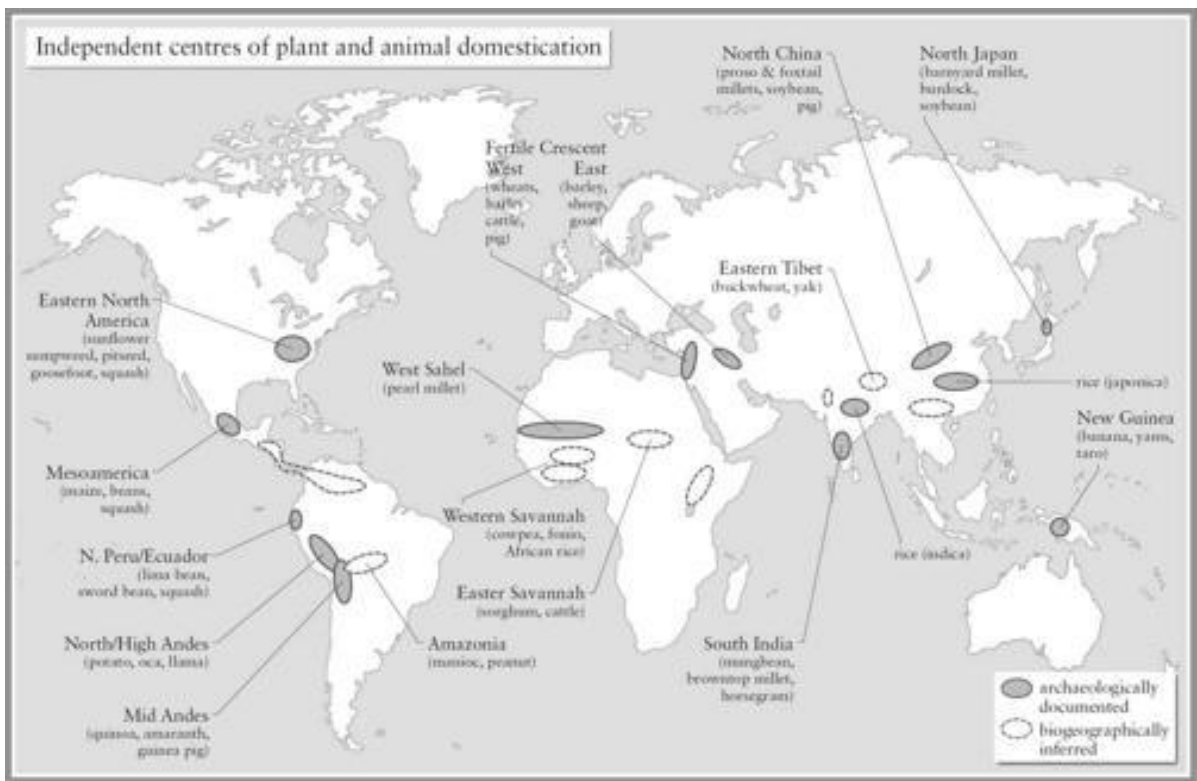 Independent centres of plant and animal domestication
North China
(proso & foxtail
millets, soybean,
pig)
North Japan
(barnyard millet,
burdock,
soybean)
Fertile Crescent
West
(wheats,
barley
cattle,
pig)
East
(barley,
sheep,
goat)
Eastern Tibet
(buckwheat, yak)
Eastern North
America
(sunflower
sumpweed, pitseed,
goosefoot, squash)
West Sahel
(pearl millet)
rice (japonica)
New Guinea
(banana, yams,
taro)
Mesoamerica
(maize, beans,
squash)
Western Savannah
(cowpea, fonio,
African rice)
rice (indica)
N. Peru/Ecuador
(lima bean,
sword bean, squash)
Easter Savannah
(sorghum, cattle)
North/High Andes
(potato, oca, llama)
Amazonia
(manioc, peanut)
South India
(mungbean,
browntop millet,
horsegram)
Mid Andes
(quinoa, amaranth,
guinea pig)
archaeologically
documented
biogeographically
inferred